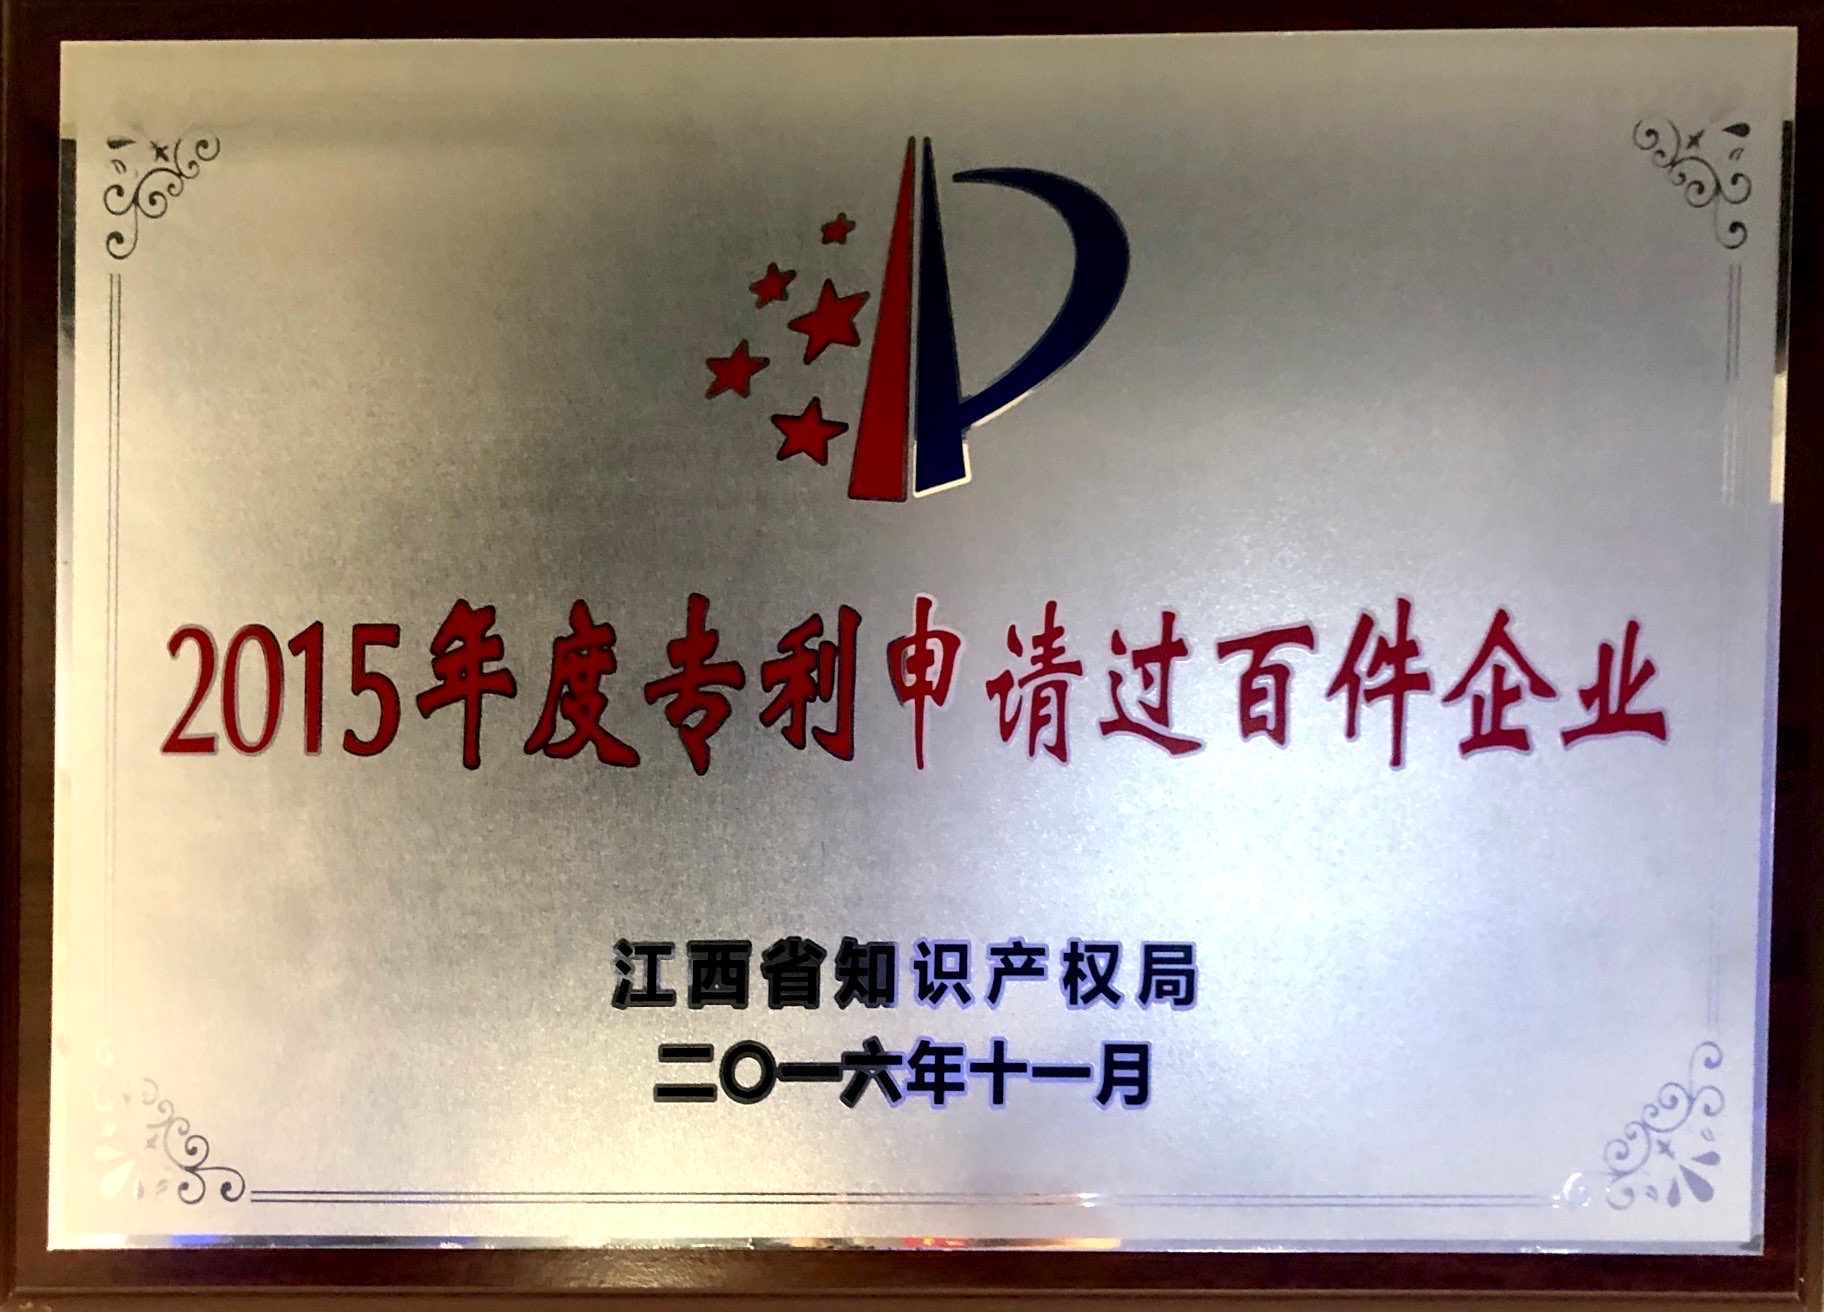 2015年度专利申请过百件企业
江西省知识产权局
二〇一六年十一月